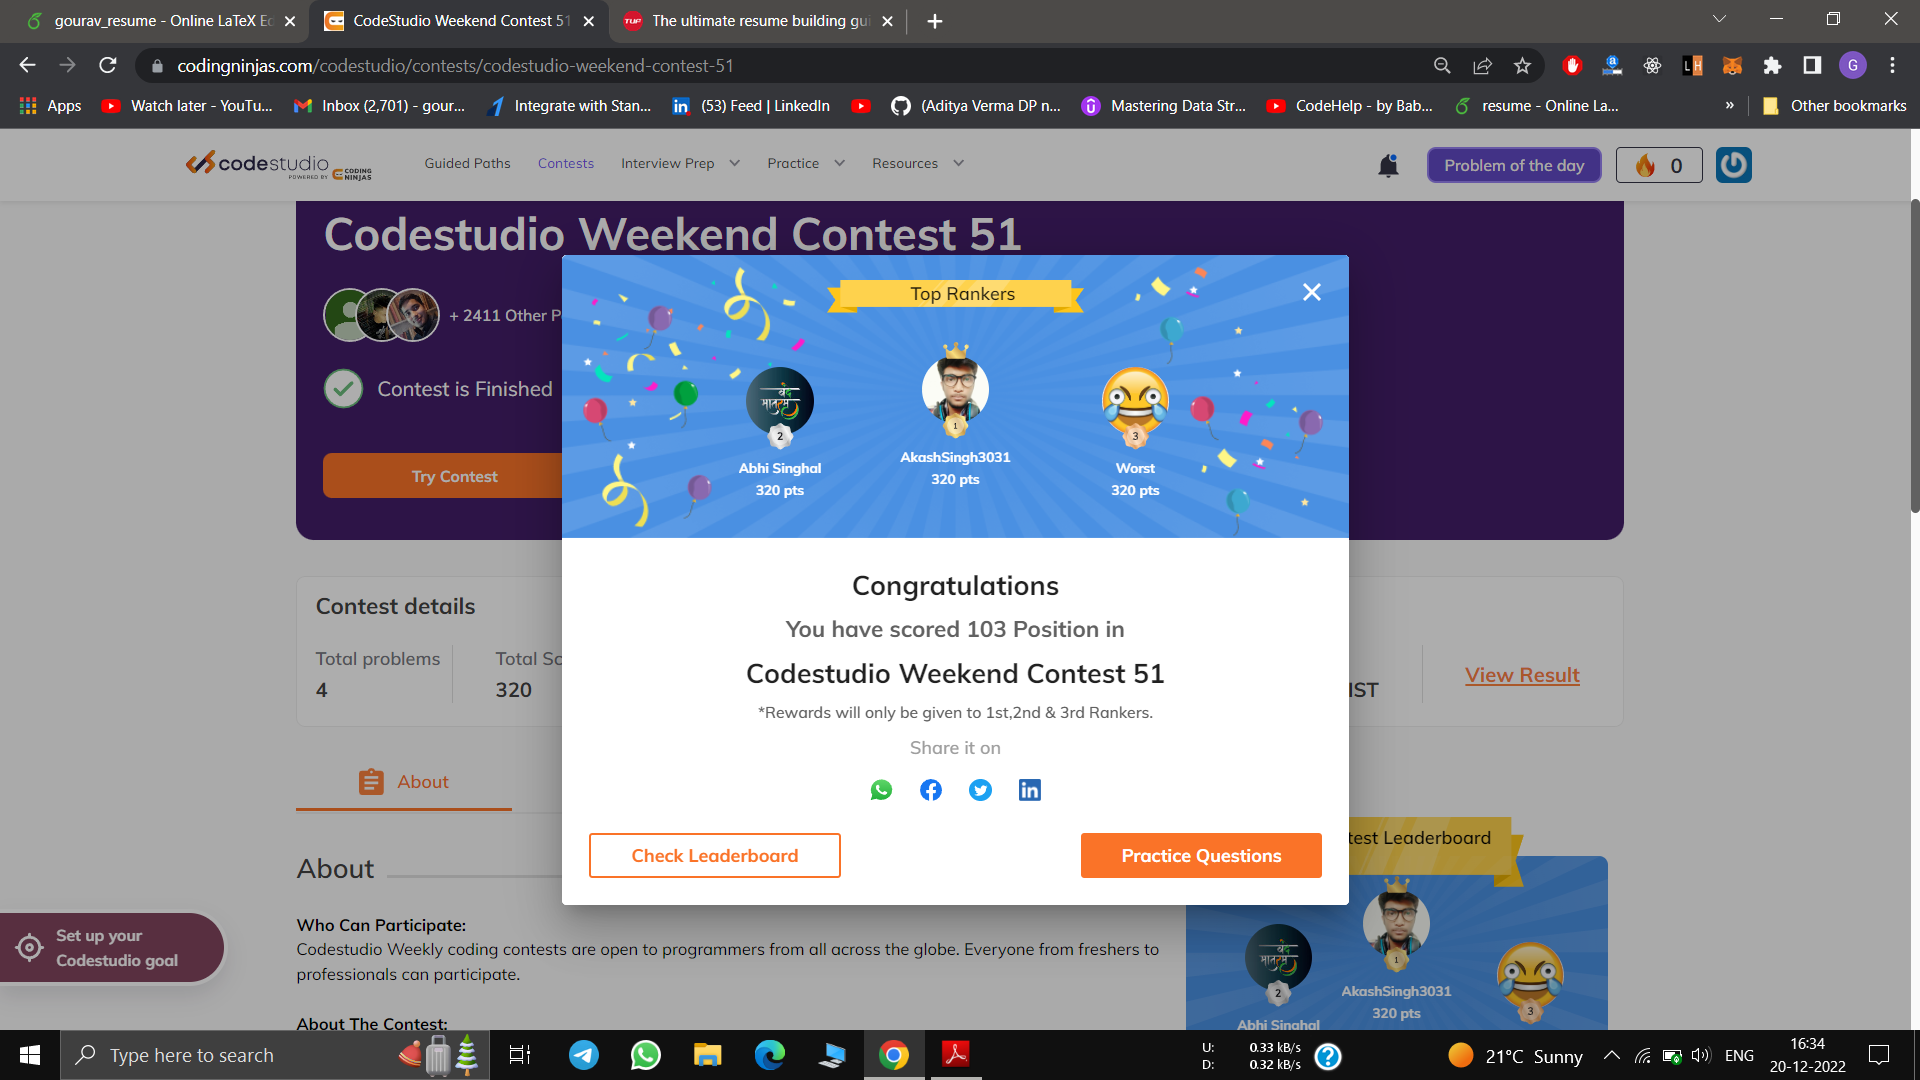 gourav_resume - Online LaTeX Ed
CodeStudio Weekend Contest 51
TUF
The ultimate resume building gui
codingninjas.com/codestudio/contests/codestudio-weekend-contest-51
G
Apps
Watch later - YouTu...
Inbox (2,701) - gour...
Integrate with Stan...
(53) Feed | LinkedIn
(Aditya Verma DP n...
Mastering Data Str...
CodeHelp - by Bab...
resume - Online La...
»
Other bookmarks
codestudio
POWERED BY CODING NINJAS
Guided Paths
Contests
Interview Prep
Practice
Resources
Problem of the day
0
Codestudio Weekend Contest 51
+ 2411 Other P
Contest is Finished
Try Contest
Top Rankers
वंदे
मातरम्
2
Abhi Singhal
320 pts
1
AkashSingh3031
320 pts
3
Worst
320 pts
Congratulations
You have scored 103 Position in
Codestudio Weekend Contest 51
*Rewards will only be given to 1st,2nd & 3rd Rankers.
Share it on
Check Leaderboard
Practice Questions
Contest details
Total problems
4
Total Sc
320
IST
View Result
About
test Leaderboard
About
Who Can Participate:
Codestudio Weekly coding contests are open to programmers from all across the globe. Everyone from freshers to
professionals can participate.
About The Contest:
Set up your
Codestudio goal
वंदे
मातरम्
2
Abhi Singhal
1
AkashSingh3031
320 pts
3
Type here to search
U: 0.33 kB/s
D: 0.32 kB/s
21°C Sunny
ENG
16:34
20-12-2022